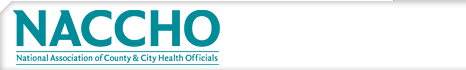 NACCHO
National Association of County & City Health Officials